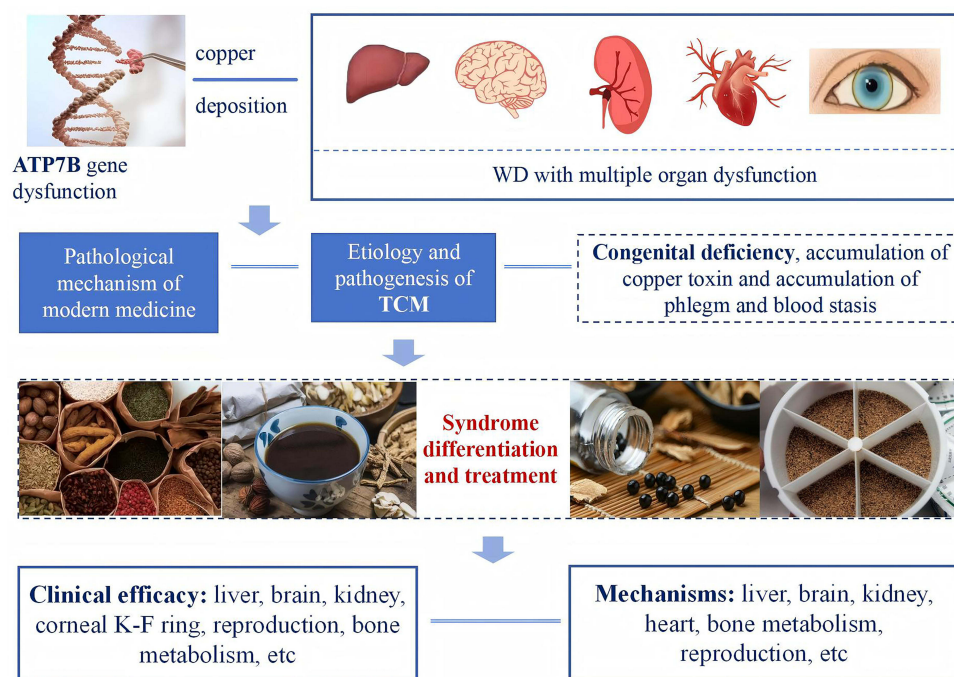 copper
deposition
ATP7B gene
dysfunction
WD with multiple organ dysfunction
Pathological
mechanism of
modern medicine
Etiology and
pathogenesis of
TCM
Congenital deficiency, accumulation of
copper toxin and accumulation of
phlegm and blood stasis
Syndrome
differentiation
and treatment
Clinical efficacy: liver, brain, kidney,
corneal K-F ring, reproduction, bone
metabolism, etc
Mechanisms: liver, brain, kidney,
heart, bone metabolism,
reproduction, etc